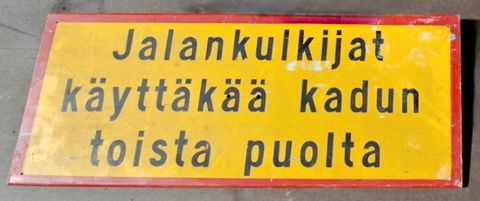 Jalankulkijat
käyttäkää kadun
toista puolta